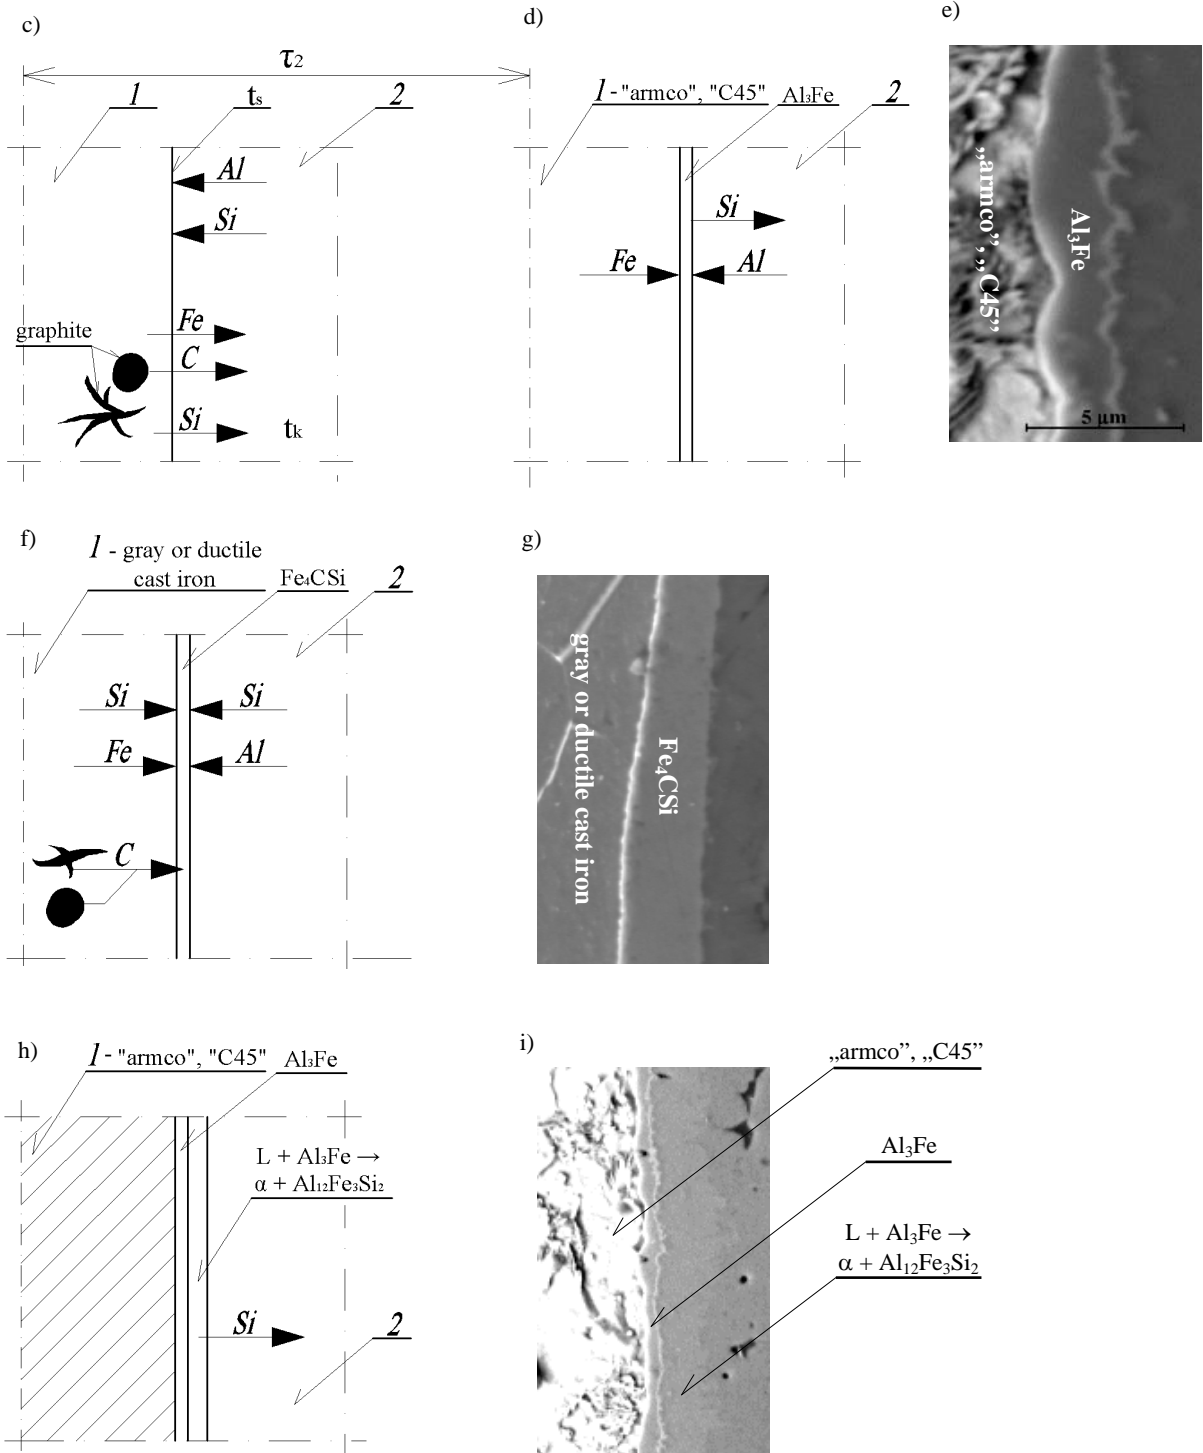 c)
τ₂
1
tₛ
2
Al
Si
Fe
graphite
C
Si
tₖ
d)
1 - "armco", "C45"
Al₃Fe
2
Si
Fe
Al
e)
„armco”, „C45”
Al₃Fe
5 µm
f)
1 - gray or ductile
cast iron
Fe₄CSi
2
Si
Si
Fe
Al
C
g)
gray or ductile cast iron
Fe₄CSi
h)
1 - "armco", "C45"
Al₃Fe
L + Al₃Fe →
α + Al₁₂Fe₃Si₂
Si
2
i)
„armco”, „C45”
Al₃Fe
L + Al₃Fe →
α + Al₁₂Fe₃Si₂